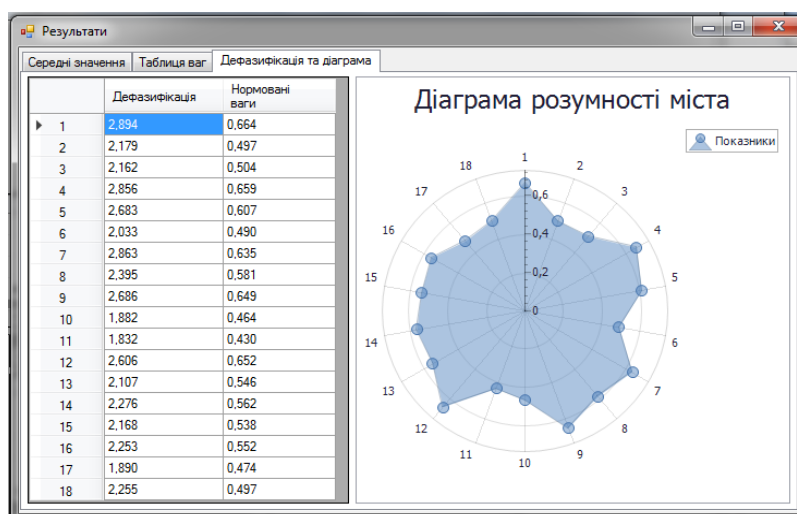 Результати
Середні значення Таблиця ваг Дефазифікація та діаграма
Дефазифікація Нормовані ваги
1 2,894 0,664
2 2,179 0,497
3 2,162 0,504
4 2,856 0,659
5 2,683 0,607
6 2,033 0,490
7 2,863 0,635
8 2,395 0,581
9 2,686 0,649
10 1,882 0,464
11 1,832 0,430
12 2,606 0,652
13 2,107 0,546
14 2,276 0,562
15 2,168 0,538
16 2,253 0,552
17 1,890 0,474
18 2,255 0,497
Діаграма розумності міста
Показники
1
2
3
4
5
6
7
8
9
10
11
12
13
14
15
16
17
18
0,6
0,4
0,2
0